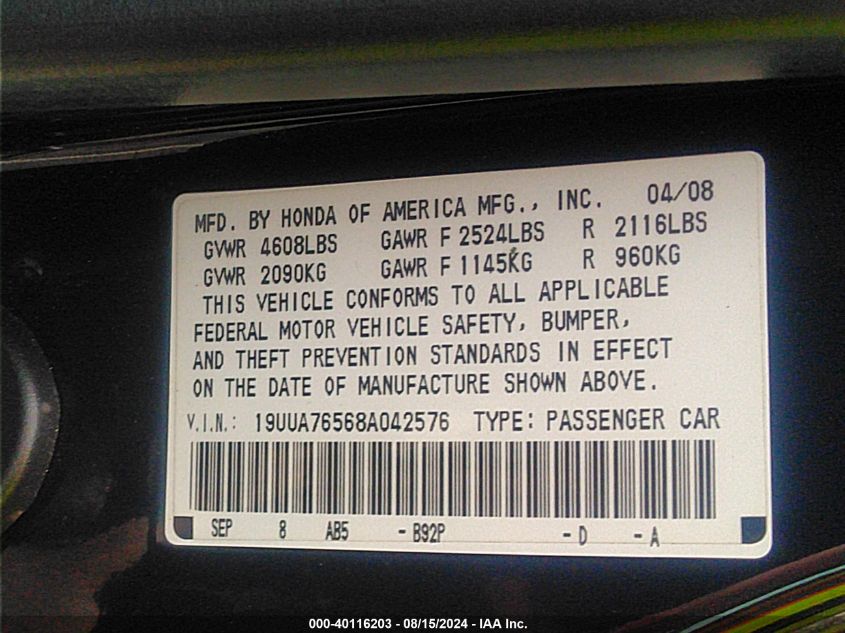 MFD. BY HONDA OF AMERICA MFG., INC. 04/08
GVWR 4608LBS GAWR F 2524LBS R 2116LBS
GVWR 2090KG GAWR F 1145KG R 960KG
THIS VEHICLE CONFORMS TO ALL APPLICABLE
FEDERAL MOTOR VEHICLE SAFETY, BUMPER,
AND THEFT PREVENTION STANDARDS IN EFFECT
ON THE DATE OF MANUFACTURE SHOWN ABOVE.
V.I.N.: 19UUA76568A042576 TYPE: PASSENGER CAR
SEP 8 AB5 - B92P - D - A
000-40116203 - 08/15/2024 - IAA Inc.